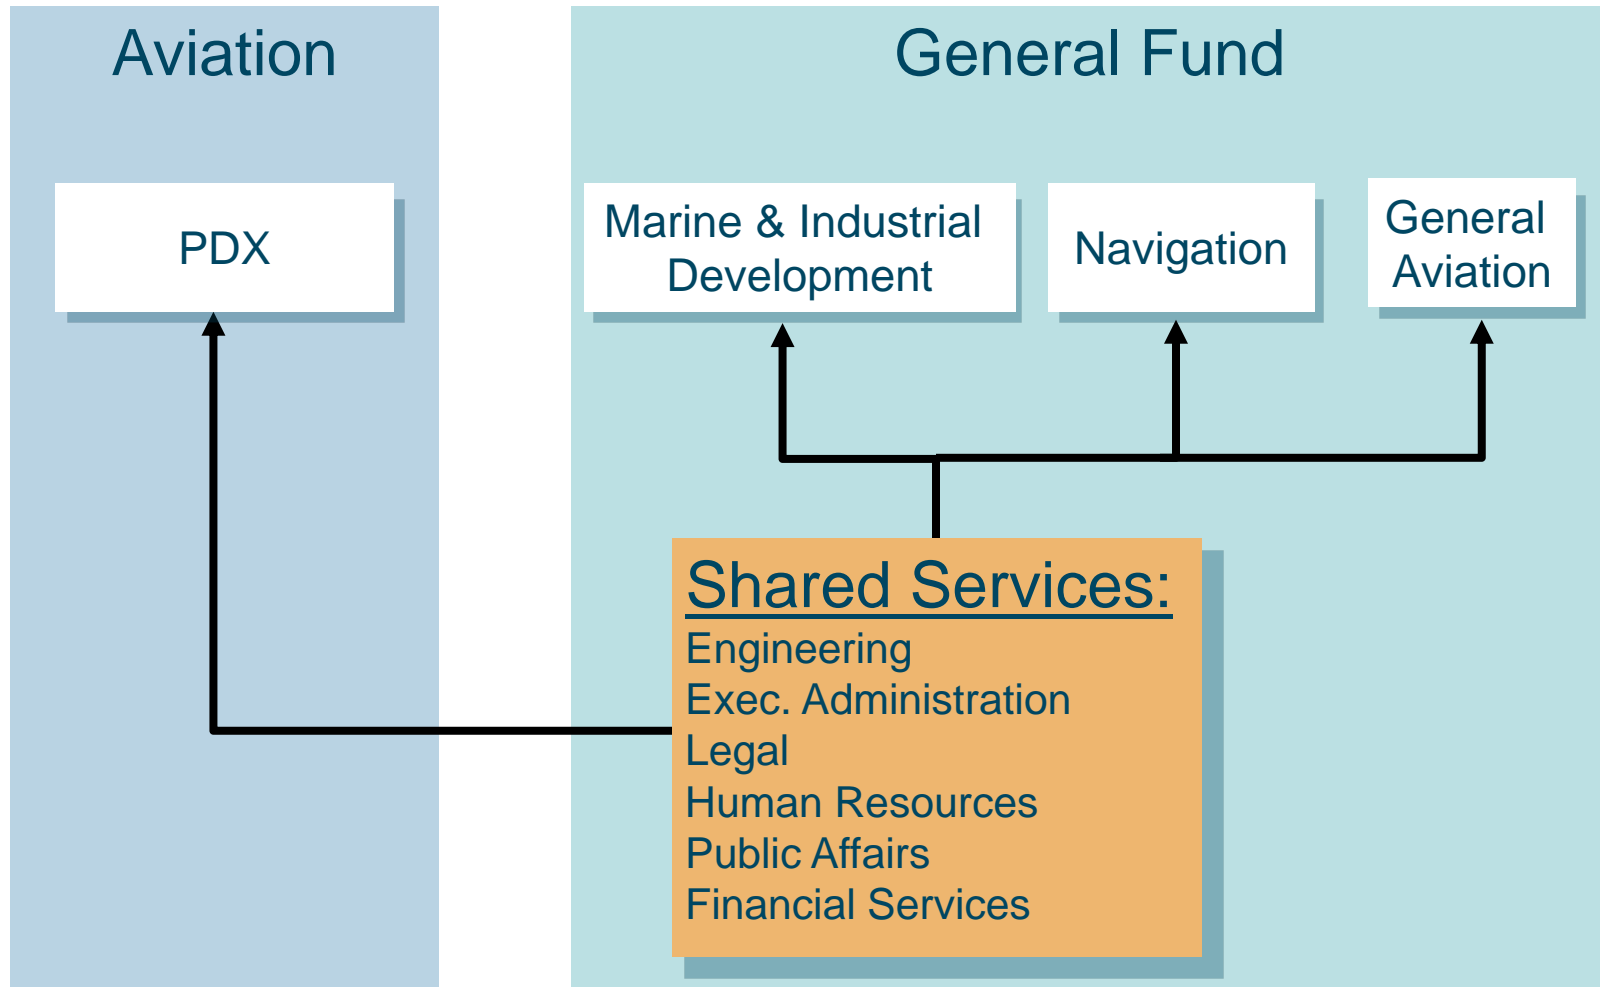 Aviation
General Fund
PDX
Marine & Industrial
Development
Navigation
General
Aviation
Shared Services:
Engineering
Exec. Administration
Legal
Human Resources
Public Affairs
Financial Services